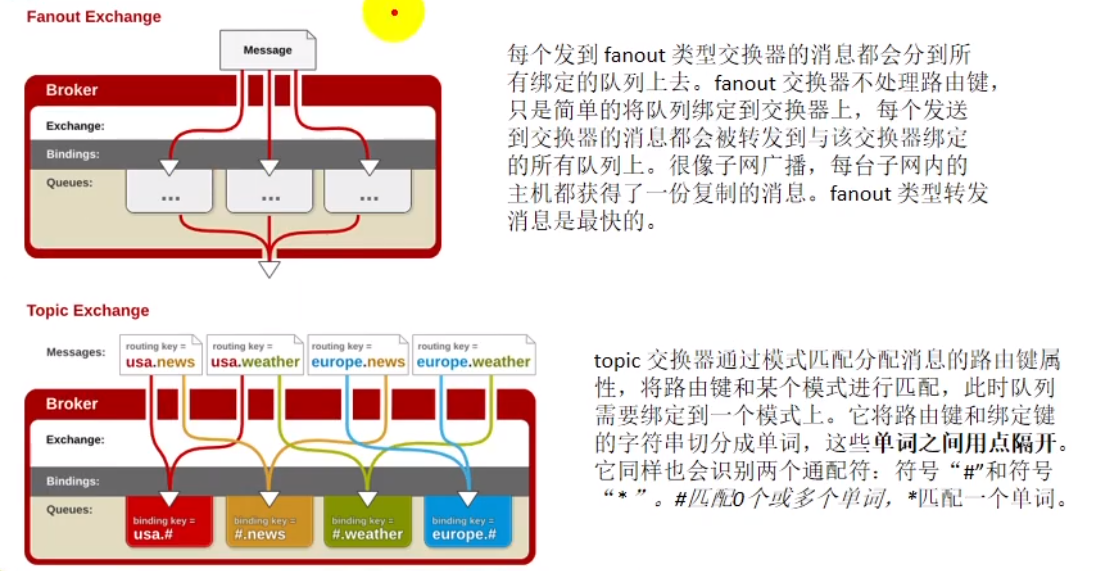 Fanout Exchange
Message
Broker
Exchange:
Bindings:
Queues:
...
...
...
每个发到 fanout 类型交换器的消息都会分到所
有绑定的队列上去。fanout 交换器不处理路由键，
只是简单的将队列绑定到交换器上，每个发送
到交换器的消息都会被转发到与该交换器绑定
的所有队列上。很像子网广播，每台子网内的
主机都获得了一份复制的消息。fanout 类型转发
消息是最快的。
Topic Exchange
Messages:
routing key =
usa.news
routing key =
usa.weather
routing key =
europe.news
routing key =
europe.weather
Broker
Exchange:
Bindings:
Queues:
binding key =
usa.#
binding key =
#.news
binding key =
#.weather
binding key =
europe.#
topic 交换器通过模式匹配分配消息的路由键属
性，将路由键和某个模式进行匹配，此时队列
需要绑定到一个模式上。它将路由键和绑定键
的字符串切分成单词，这些单词之间用点隔开。
它同样也会识别两个通配符：符号“#”和符号
“*”。#匹配0个或多个单词，*匹配一个单词。